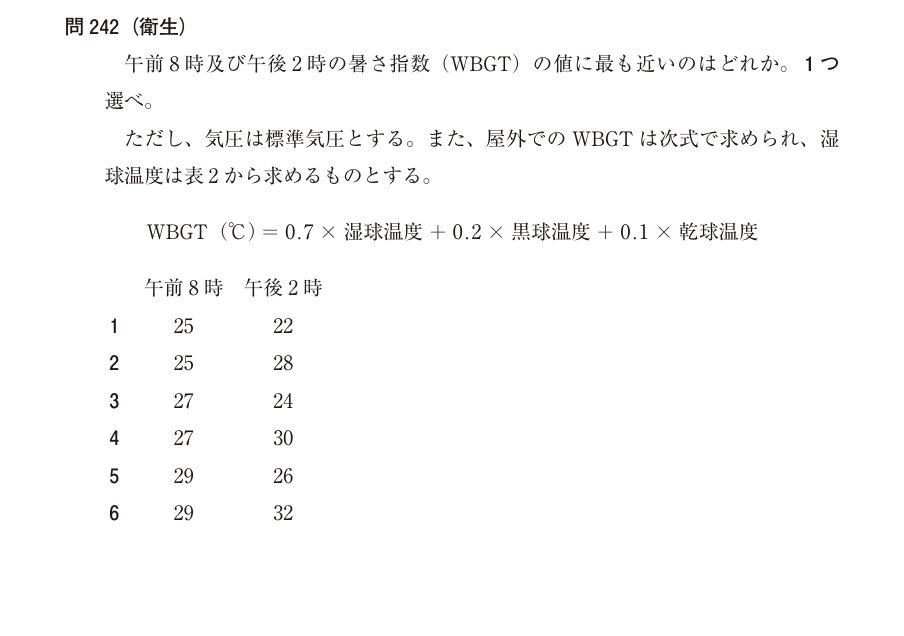 問 242（衛生）
午前８時及び午後２時の暑さ指数（WBGT）の値に最も近いのはどれか。１つ
選べ。
ただし、気圧は標準気圧とする。また、屋外での WBGT は次式で求められ、湿
球温度は表２から求めるものとする。
WBGT（℃）＝ 0.7 × 湿球温度 ＋ 0.2 × 黒球温度 ＋ 0.1 × 乾球温度
午前８時 午後２時
1 25 22
2 25 28
3 27 24
4 27 30
5 29 26
6 29 32